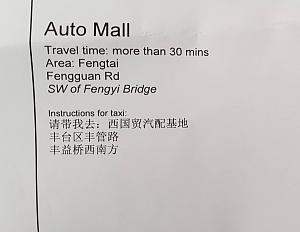 Auto Mall
Travel time: more than 30 mins
Area: Fengtai
Fengguan Rd
SW of Fengyi Bridge
Instructions for taxi:
请带我去：西国贸汽配基地
丰台区丰管路
丰益桥西南方